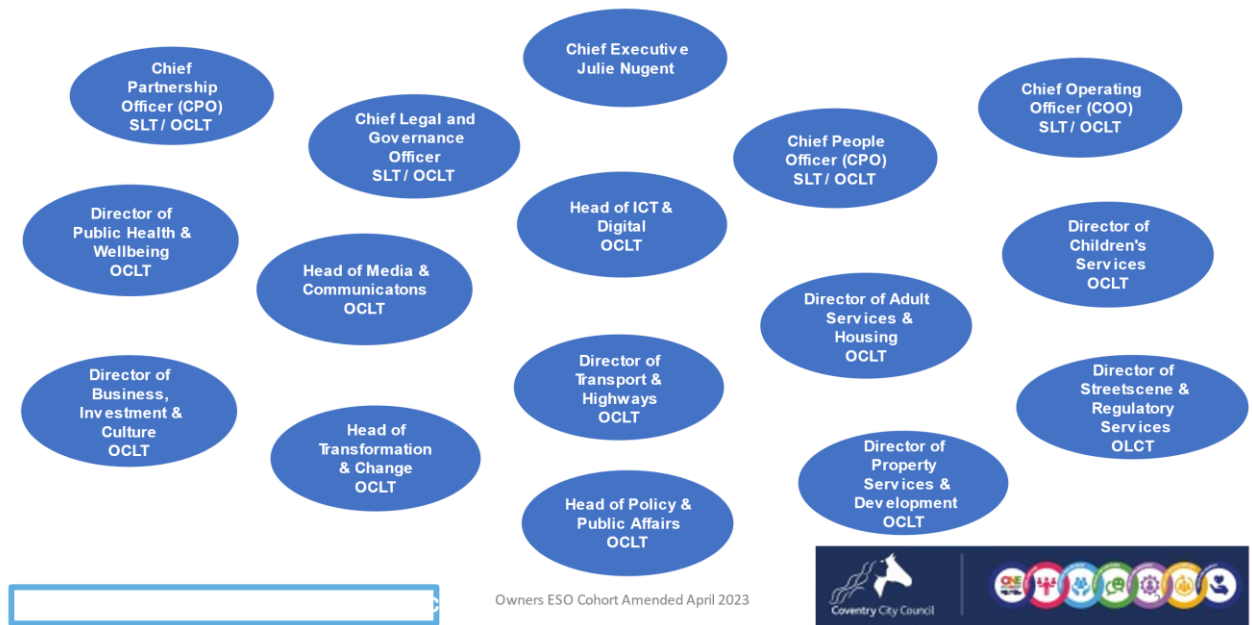 Chief Executive
Julie Nugent
Chief
Partnership
Officer (CPO)
SLT / OCLT
Chief Legal and
Governance
Officer
SLT / OCLT
Chief People
Officer (CPO)
SLT / OCLT
Chief Operating
Officer (COO)
SLT / OCLT
Director of
Public Health &
Wellbeing
OCLT
Head of Media &
Communicatons
OCLT
Head of ICT &
Digital
OCLT
Director of Adult
Services &
Housing
OCLT
Director of
Children's
Services
OCLT
Director of
Business,
Investment &
Culture
OCLT
Head of
Transformation
& Change
OCLT
Director of
Transport &
Highways
OCLT
Director of
Property
Services &
Development
OCLT
Director of
Streetscene &
Regulatory
Services
OLCT
Head of Policy &
Public Affairs
OCLT
Owners ESO Cohort Amended April 2023
Coventry City Council